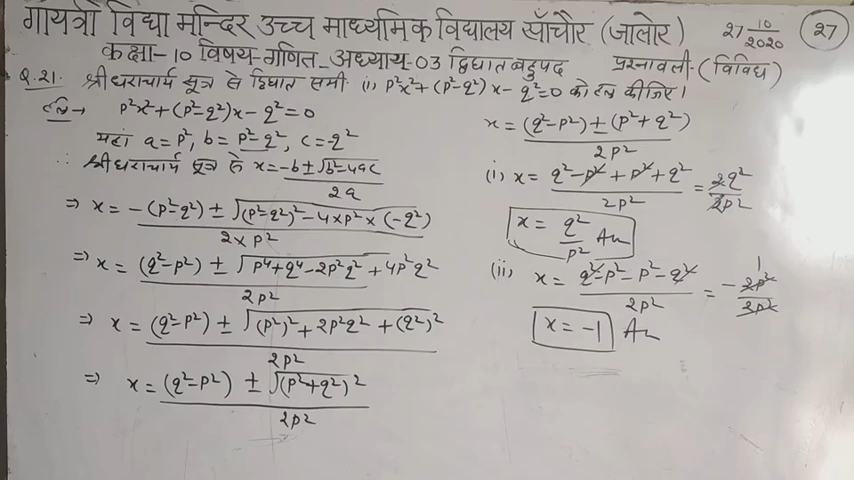 गायत्री विद्या मन्दिर उच्च माध्यमिक विद्यालय साँचौर (जालोर) 27 10/2020 (27)
कक्षा-10 विषय-गणित अध्याय-03 द्विघात बहुपद प्रश्नावली-(विविध)
Q.21. श्रीधराचार्य सूत्र से द्विघात समी. (i) P²x²+(P²-q²)x-q²=0 को हल कीजिए।
हल→ P²x²+(P²-q²)x-q²=0
यहां a=P², b=P²-q², c=-q²
∴ श्रीधराचार्य सूत्र से x=-b±√b²-4ac/2a
⇒ x=-(P²-q²)±√(P²-q²)²-4×P²×(-q²)/2×P²
⇒ x=(q²-P²)±√P⁴+q⁴-2P²q²+4P²q²/2P²
⇒ x=(q²-P²)±√(P²)²+2P²q²+(q²)²/2P²
⇒ x=(q²-P²)±√(P²+q²)²/2P²
x=(q²-P²)±(P²+q²)/2P²
(i) x=q²-P²+P²+q²/2P²=2q²/2P²
x=q²/P² An
(ii) x=q²-P²-P²-q²/2P²=-2P²/2P² 1
x=-1 An